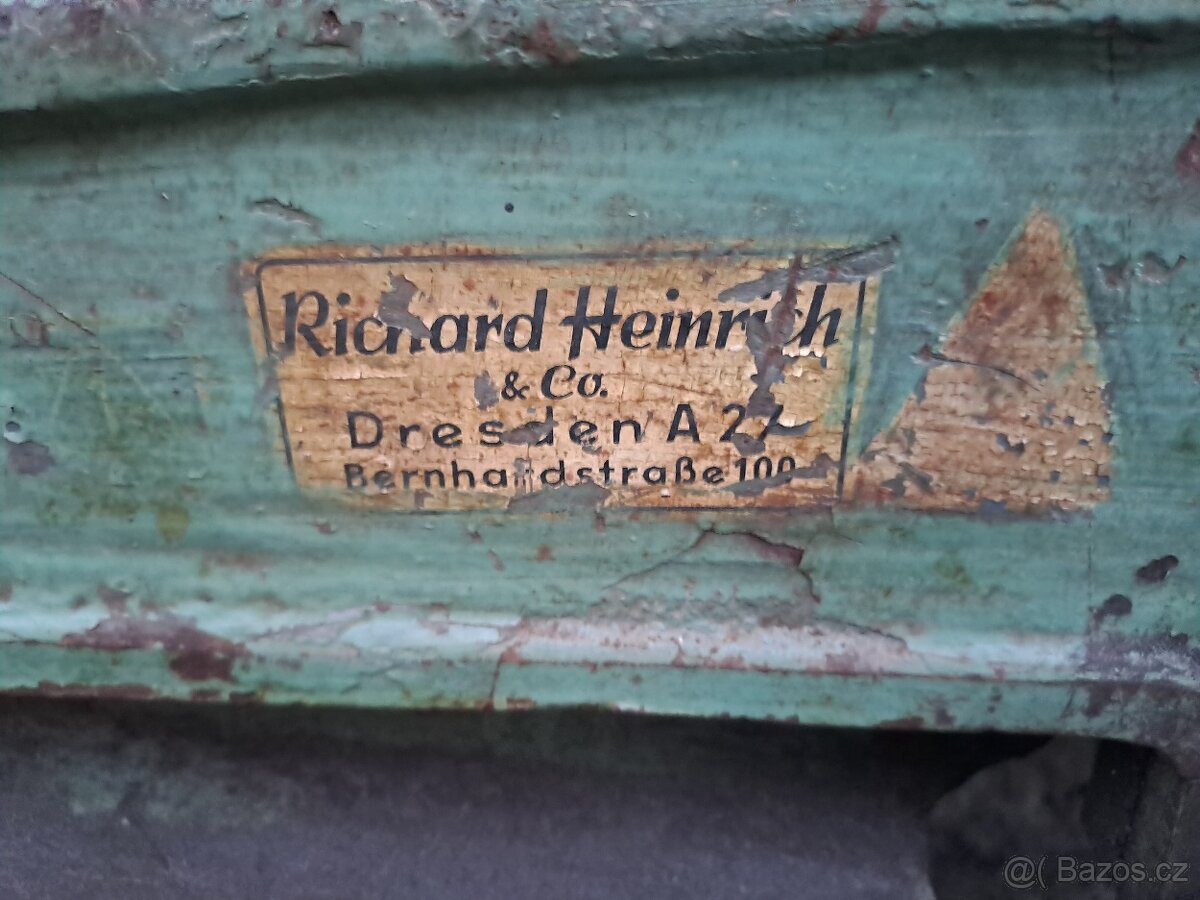 Richard Heinrich
& Co.
Dresden A 27
Bernhardstraße 100
@( Bazos.cz